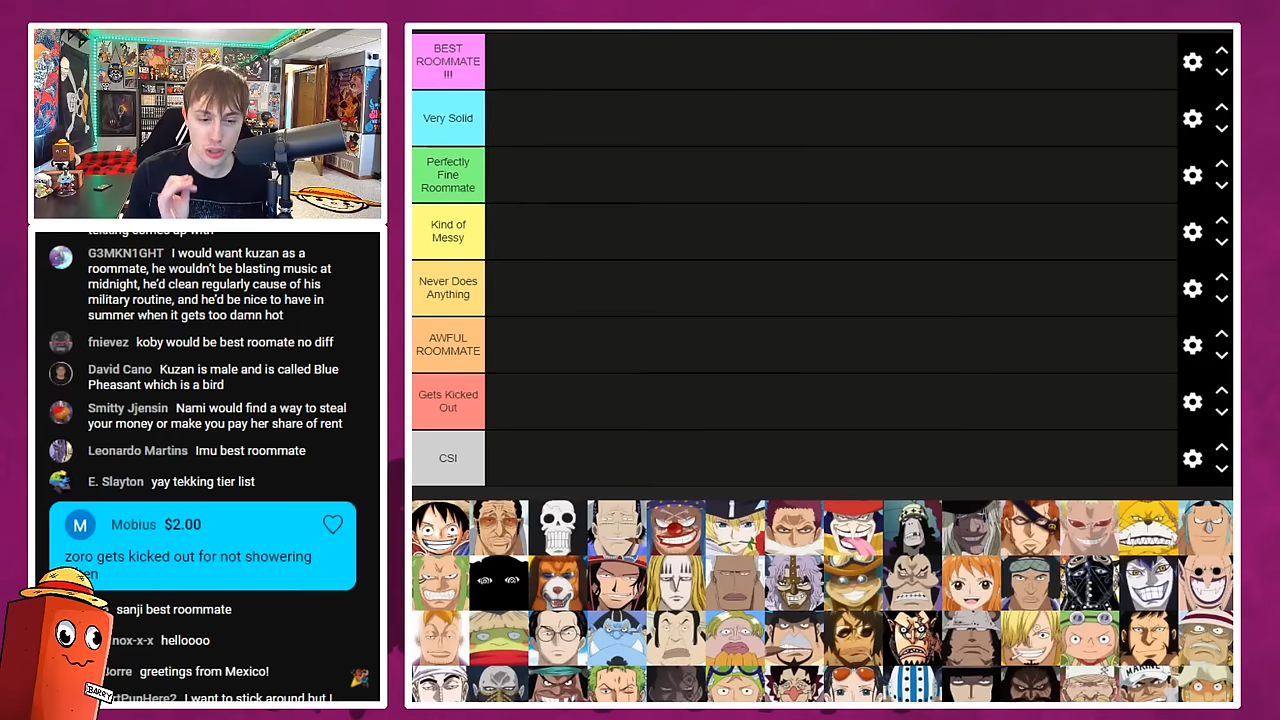 BEST
ROOMMATE
!!!
Very Solid
Perfectly
Fine
Roommate
Kind of
Messy
Never Does
Anything
AWFUL
ROOMMATE
Gets Kicked
Out
CSI
G3MKN1GHT I would want kuzan as a
roommate, he wouldn't be blasting music at
midnight, he'd clean regularly cause of his
military routine, and he'd be nice to have in
summer when it gets too damn hot
fnievez koby would be best roomate no diff
David Cano Kuzan is male and is called Blue
Pheasant which is a bird
Smitty Jjensin Nami would find a way to steal
your money or make you pay her share of rent
Leonardo Martins Imu best roommate
E. Slayton yay tekking tier list
M Mobius $2.00
zoro gets kicked out for not showering
sanji best roommate
nox-x-x helloooo
greetings from Mexico!
I want to stick around but I
BARRY